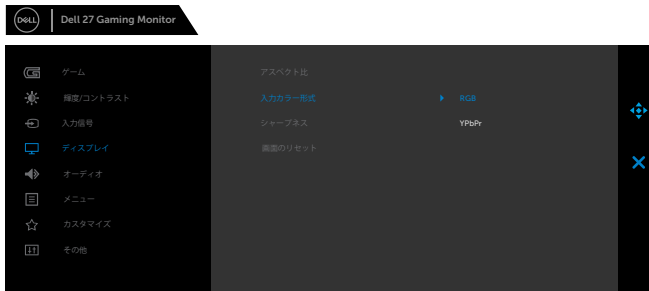 DELL
Dell 27 Gaming Monitor
ゲーム
輝度/コントラスト
入力信号
ディスプレイ
オーディオ
メニュー
カスタマイズ
その他
アスペクト比
入力カラー形式
RGB
シャープネス
YPbPr
画面のリセット